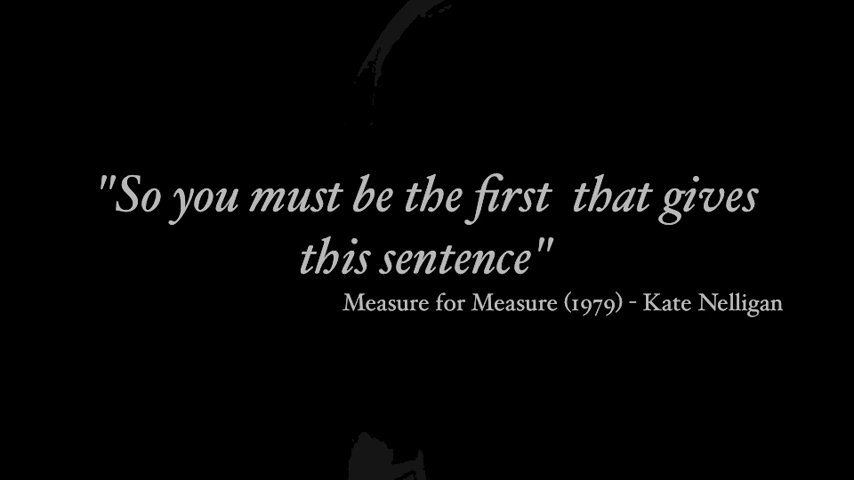 "So you must be the first  that gives
this sentence"
Measure for Measure (1979) - Kate Nelligan